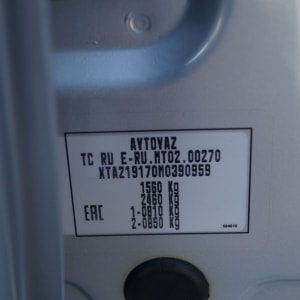 AVTOVAZ
TC RU E-RU.MT02.00270
XTA219170M0390959
1560 Kg
2460 Kg
1-0810 Kg
EAC 2-0850 Kg